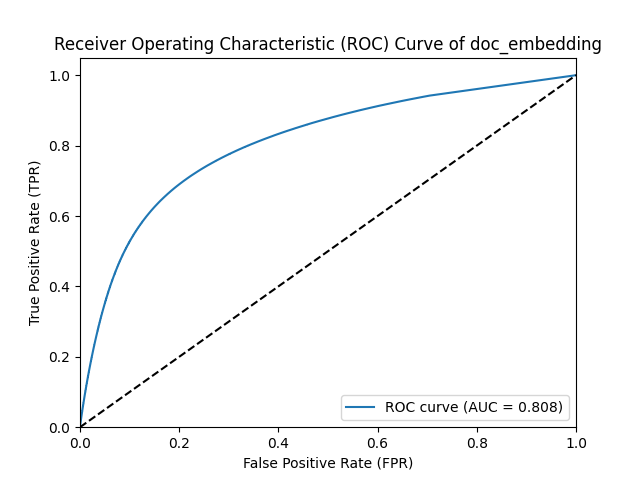 Receiver Operating Characteristic (ROC) Curve of doc_embedding
True Positive Rate (TPR)
1.0
0.8
0.6
0.4
0.2
0.0
ROC curve (AUC = 0.808)
0.0 0.2 0.4 0.6 0.8 1.0
False Positive Rate (FPR)